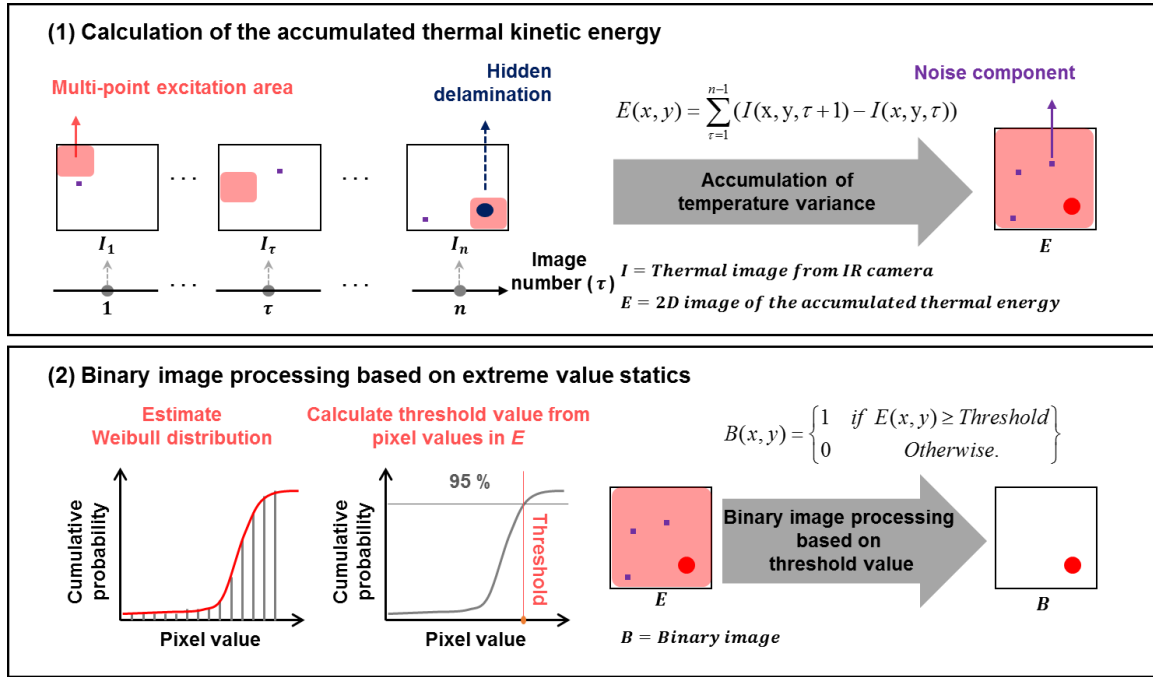 (1) Calculation of the accumulated thermal kinetic energy
Multi-point excitation area
Hidden
delamination
Noise component
E(x, y) = \sum_{τ=1}^{n-1} (I(x, y, τ+1) − I(x, y, τ))
Accumulation of
temperature variance
. . .
. . .
I_1
I_τ
I_n
E
Image
number (τ)
. . .
. . .
1
τ
n
I = Thermal image from IR camera
E = 2D image of the accumulated thermal energy
(2) Binary image processing based on extreme value statics
Estimate
Weibull distribution
Cumulative
probability
Pixel value
Calculate threshold value from
pixel values in E
95 %
Threshold
Cumulative
probability
Pixel value
B(x, y) = {1 if E(x, y) ≥ Threshold
0 Otherwise.}
Binary image processing
based on
threshold value
E
B
B = Binary image